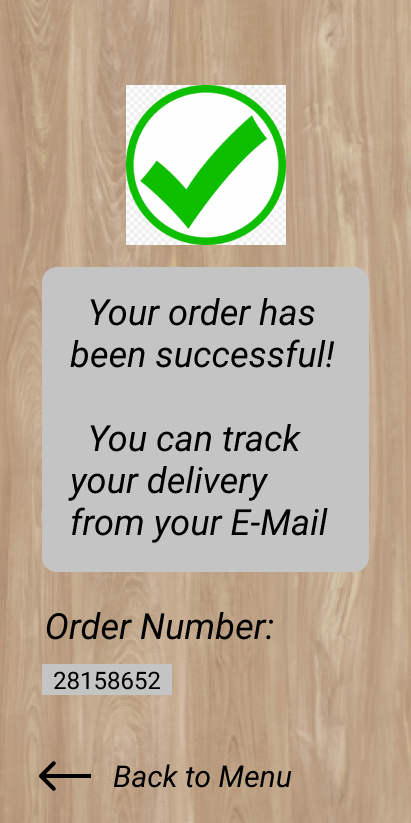 Your order has
been successful!
You can track
your delivery
from your E-Mail
Order Number:
28158652
Back to Menu